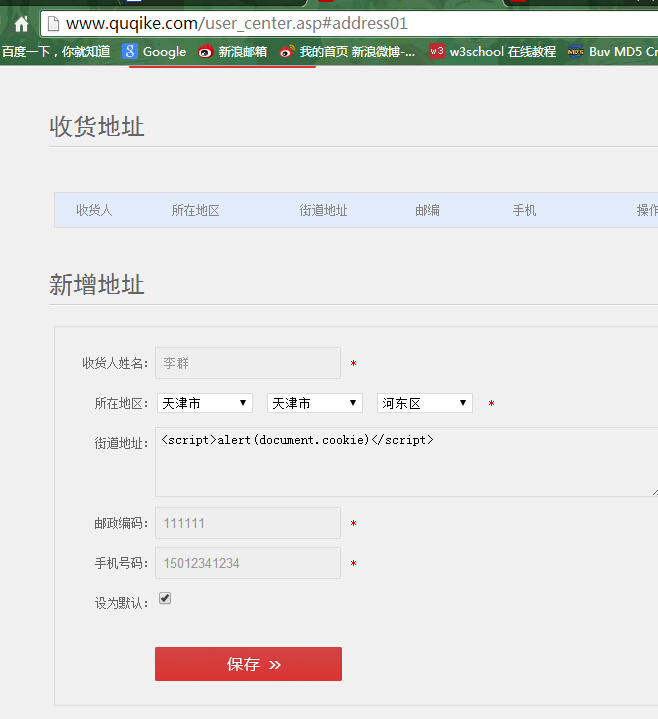 www.quqike.com/user_center.asp#address01
百度一下，你就知道 Google 新浪邮箱 我的首页 新浪微博-... w3school 在线教程 Buy MD5 Cr
收货地址
收货人 所在地区 街道地址 邮编 手机 操作
新增地址
收货人姓名： 李群 *
所在地区： 天津市 天津市 河东区 *
街道地址： <script>alert(document.cookie)</script>
邮政编码： 111111 *
手机号码： 15012341234 *
设为默认：
保存 »